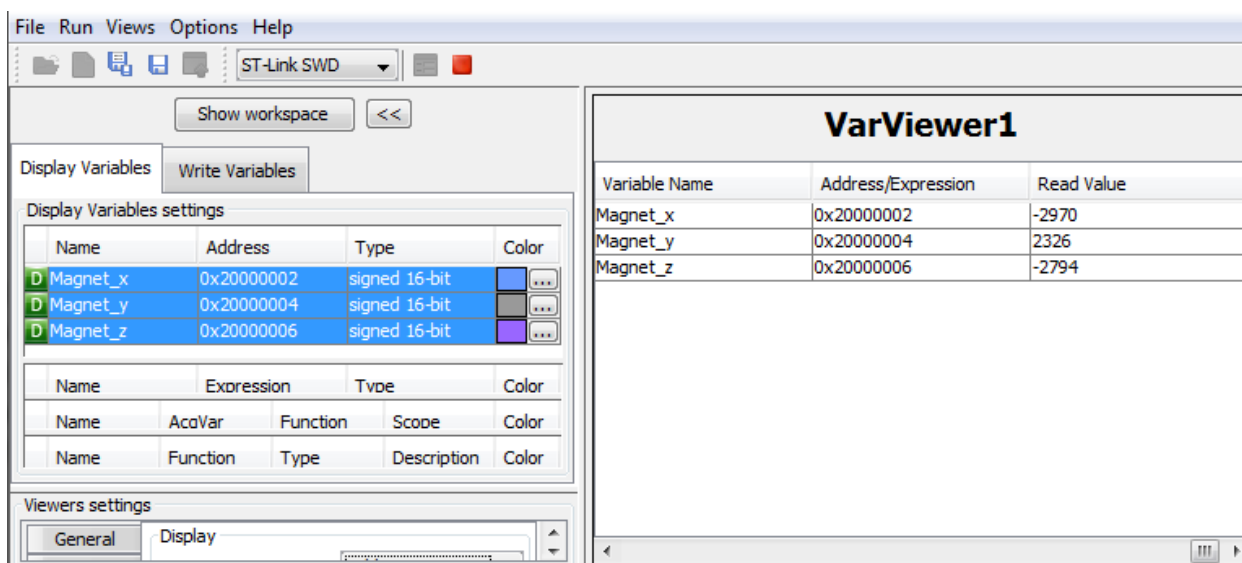 File Run Views Options Help
ST-Link SWD
Show workspace <<
Display Variables Write Variables
Display Variables settings
Name Address Type Color
D Magnet_x 0x20000002 signed 16-bit ...
D Magnet_y 0x20000004 signed 16-bit ...
D Magnet_z 0x20000006 signed 16-bit ...
Name Expression Type Color
Name AcqVar Function Scope Color
Name Function Type Description Color
Viewers settings
General Display
VarViewer1
Variable Name Address/Expression Read Value
Magnet_x 0x20000002 -2970
Magnet_y 0x20000004 2326
Magnet_z 0x20000006 -2794